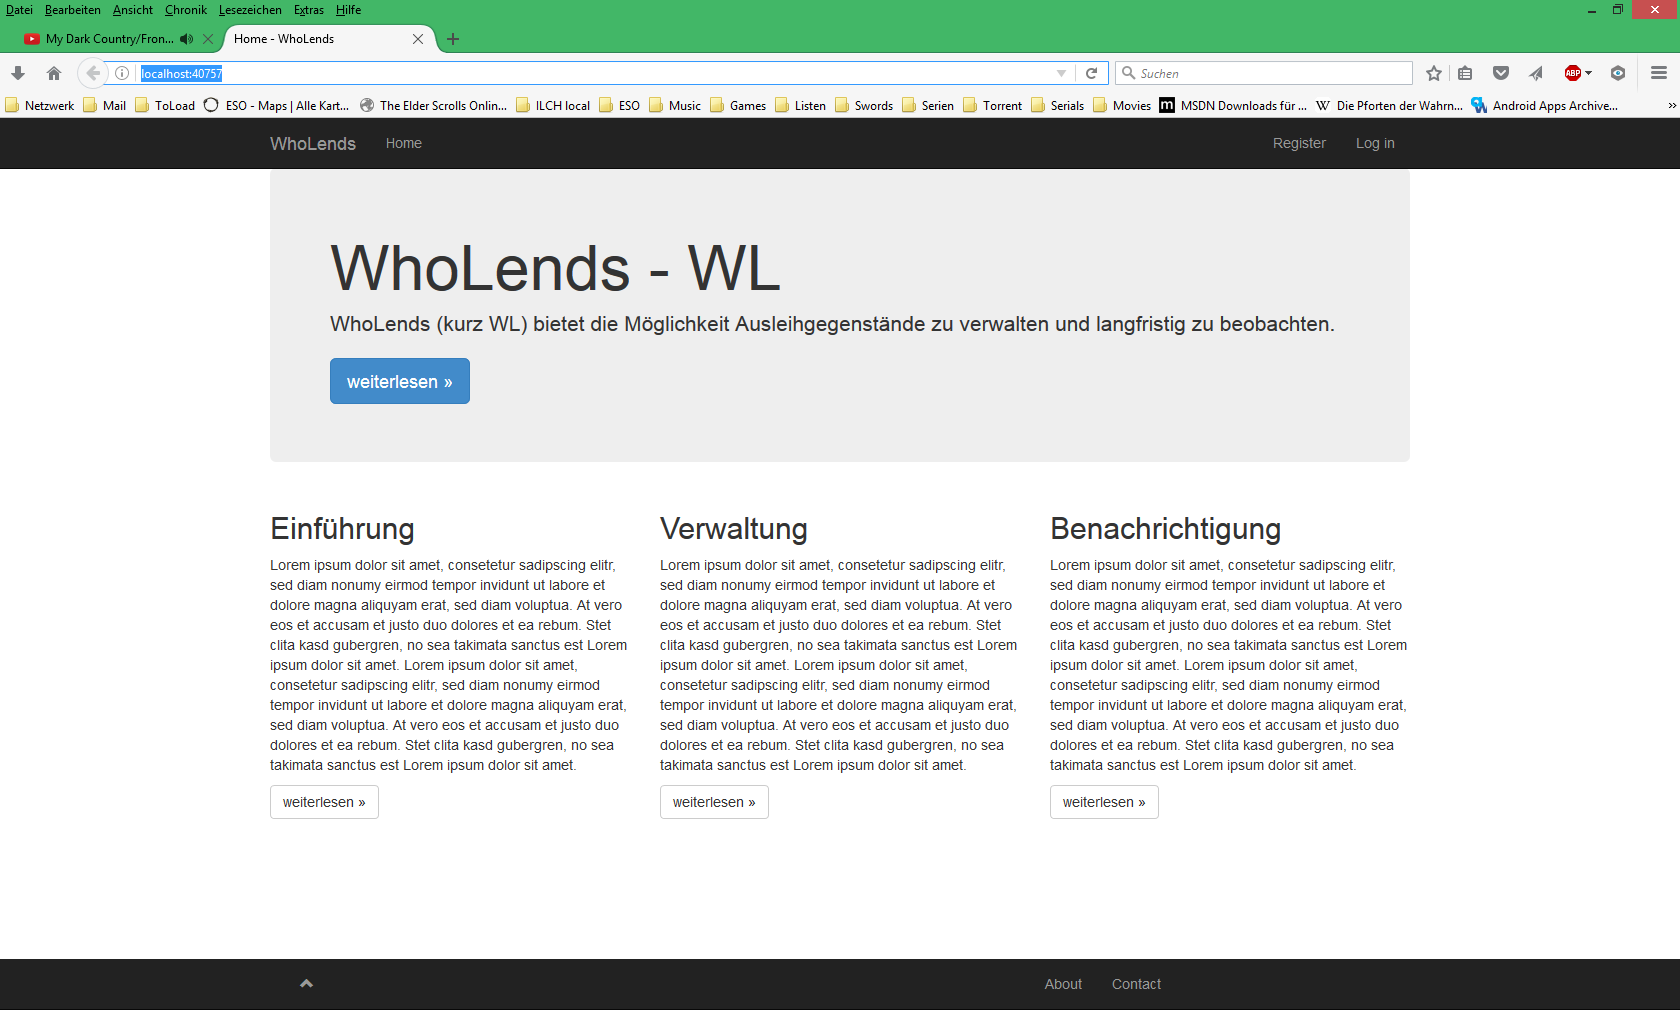 Datei Bearbeiten Ansicht Chronik Lesezeichen Extras Hilfe
My Dark Country/Fron... Home - WholLends
localhost:40757 Suchen
Netzwerk Mail ToLoad ESO - Maps | Alle Kart... The Elder Scrolls Onlin... ILCH local ESO Music Games Listen Swords Serien Torrent Serials Movies m MSDN Downloads für ... W Die Pforten der Wahrn... Android Apps Archive... »
WhoLends Home Register Log in
WhoLends - WL
WhoLends (kurz WL) bietet die Möglichkeit Ausleihgegenstände zu verwalten und langfristig zu beobachten.
weiterlesen »
Einführung
Lorem ipsum dolor sit amet, consetetur sadipscing elitr,
sed diam nonumy eirmod tempor invidunt ut labore et
dolore magna aliquyam erat, sed diam voluptua. At vero
eos et accusam et justo duo dolores et ea rebum. Stet
clita kasd gubergren, no sea takimata sanctus est Lorem
ipsum dolor sit amet. Lorem ipsum dolor sit amet,
consetetur sadipscing elitr, sed diam nonumy eirmod
tempor invidunt ut labore et dolore magna aliquyam erat,
sed diam voluptua. At vero eos et accusam et justo duo
dolores et ea rebum. Stet clita kasd gubergren, no sea
takimata sanctus est Lorem ipsum dolor sit amet.
weiterlesen »
Verwaltung
Lorem ipsum dolor sit amet, consetetur sadipscing elitr,
sed diam nonumy eirmod tempor invidunt ut labore et
dolore magna aliquyam erat, sed diam voluptua. At vero
eos et accusam et justo duo dolores et ea rebum. Stet
clita kasd gubergren, no sea takimata sanctus est Lorem
ipsum dolor sit amet. Lorem ipsum dolor sit amet,
consetetur sadipscing elitr, sed diam nonumy eirmod
tempor invidunt ut labore et dolore magna aliquyam erat,
sed diam voluptua. At vero eos et accusam et justo duo
dolores et ea rebum. Stet clita kasd gubergren, no sea
takimata sanctus est Lorem ipsum dolor sit amet.
weiterlesen »
Benachrichtigung
Lorem ipsum dolor sit amet, consetetur sadipscing elitr,
sed diam nonumy eirmod tempor invidunt ut labore et
dolore magna aliquyam erat, sed diam voluptua. At vero
eos et accusam et justo duo dolores et ea rebum. Stet
clita kasd gubergren, no sea takimata sanctus est Lorem
ipsum dolor sit amet. Lorem ipsum dolor sit amet,
consetetur sadipscing elitr, sed diam nonumy eirmod
tempor invidunt ut labore et dolore magna aliquyam erat,
sed diam voluptua. At vero eos et accusam et justo duo
dolores et ea rebum. Stet clita kasd gubergren, no sea
takimata sanctus est Lorem ipsum dolor sit amet.
weiterlesen »
About Contact